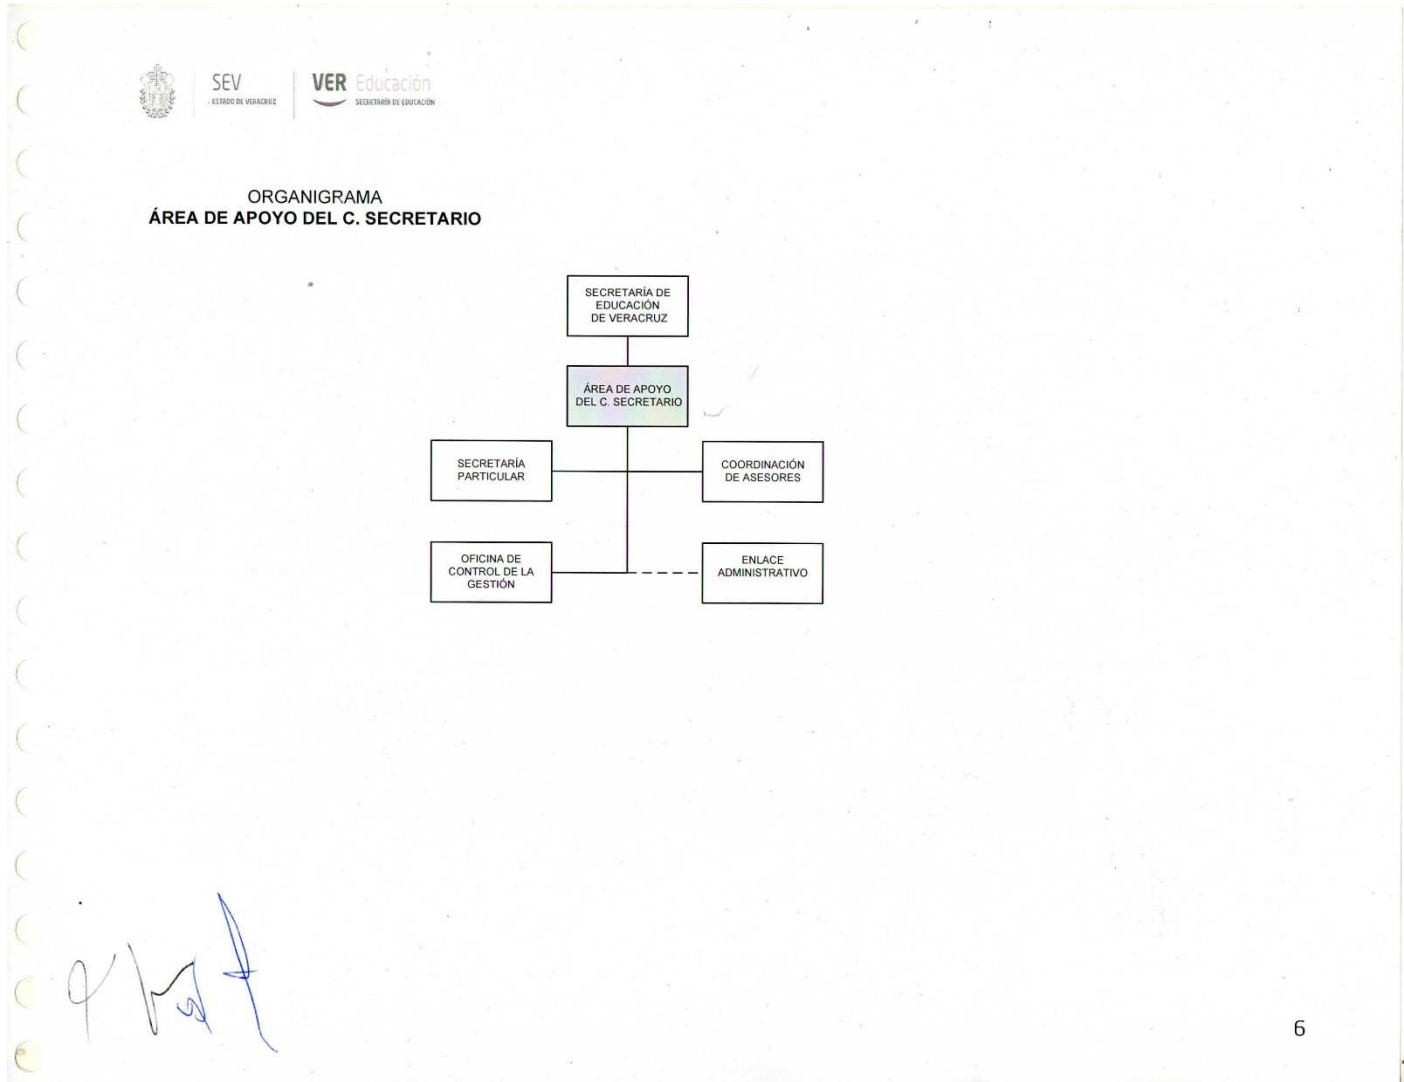 SEV
ESTADO DE VERACRUZ
VER Educación
SECRETARÍA DE EDUCACIÓN
ORGANIGRAMA
ÁREA DE APOYO DEL C. SECRETARIO
SECRETARÍA DE
EDUCACIÓN
DE VERACRUZ
ÁREA DE APOYO
DEL C. SECRETARIO
SECRETARÍA
PARTICULAR
COORDINACIÓN
DE ASESORES
OFICINA DE
CONTROL DE LA
GESTIÓN
ENLACE
ADMINISTRATIVO
6